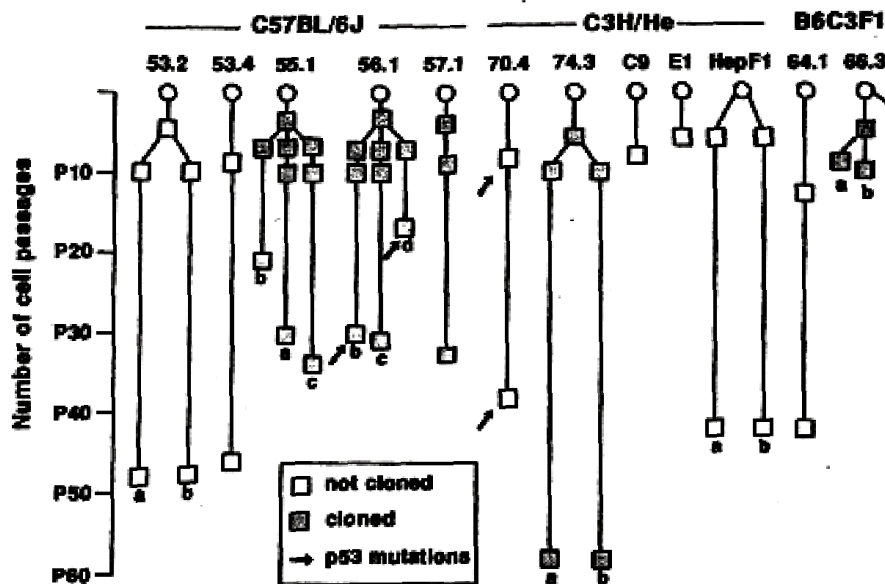 C57BL/6J C3H/He B6C3F1
53.2 53.4 55.1 56.1 57.1 70.4 74.3 C9 E1 HepF1 64.1 66.3
Number of cell passages
P10
a b
P20
b d
P30
a c b c
P40
a b
P50
a b
not cloned
cloned
p53 mutations
P60
a b